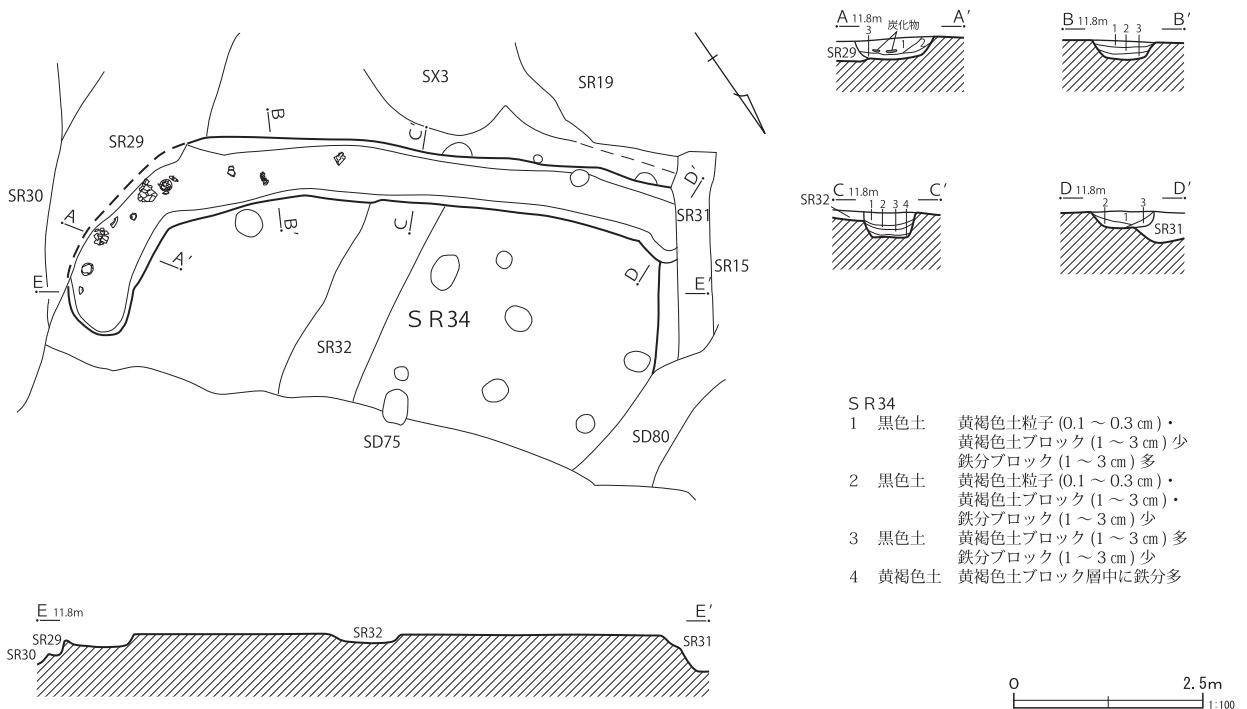 SX3
SR19
SR29
SR30
B
C'
D'
A
A'
B'
C
D
E
E'
SR31
SR15
ＳＲ34
SR32
SD75
SD80
A 11.8m A'
炭化物
3
1 2
SR29
B 11.8m B'
1 2 3
C 11.8m C'
SR32
1 2 3 4
D 11.8m D'
2 3
1
SR31
ＳＲ34
1 黒色土 黄褐色土粒子 (0.1 ～ 0.3 ㎝ )・
黄褐色土ブロック (1 ～ 3 ㎝ ) 少
鉄分ブロック (1 ～ 3 ㎝ ) 多
2 黒色土 黄褐色土粒子 (0.1 ～ 0.3 ㎝ )・
黄褐色土ブロック (1 ～ 3 ㎝ )・
鉄分ブロック (1 ～ 3 ㎝ ) 少
3 黒色土 黄褐色土ブロック (1 ～ 3 ㎝ ) 多
鉄分ブロック (1 ～ 3 ㎝ ) 少
4 黄褐色土 黄褐色土ブロック層中に鉄分多
E 11.8m E'
SR29
SR30
SR32
SR31
0 2.5m
1:100